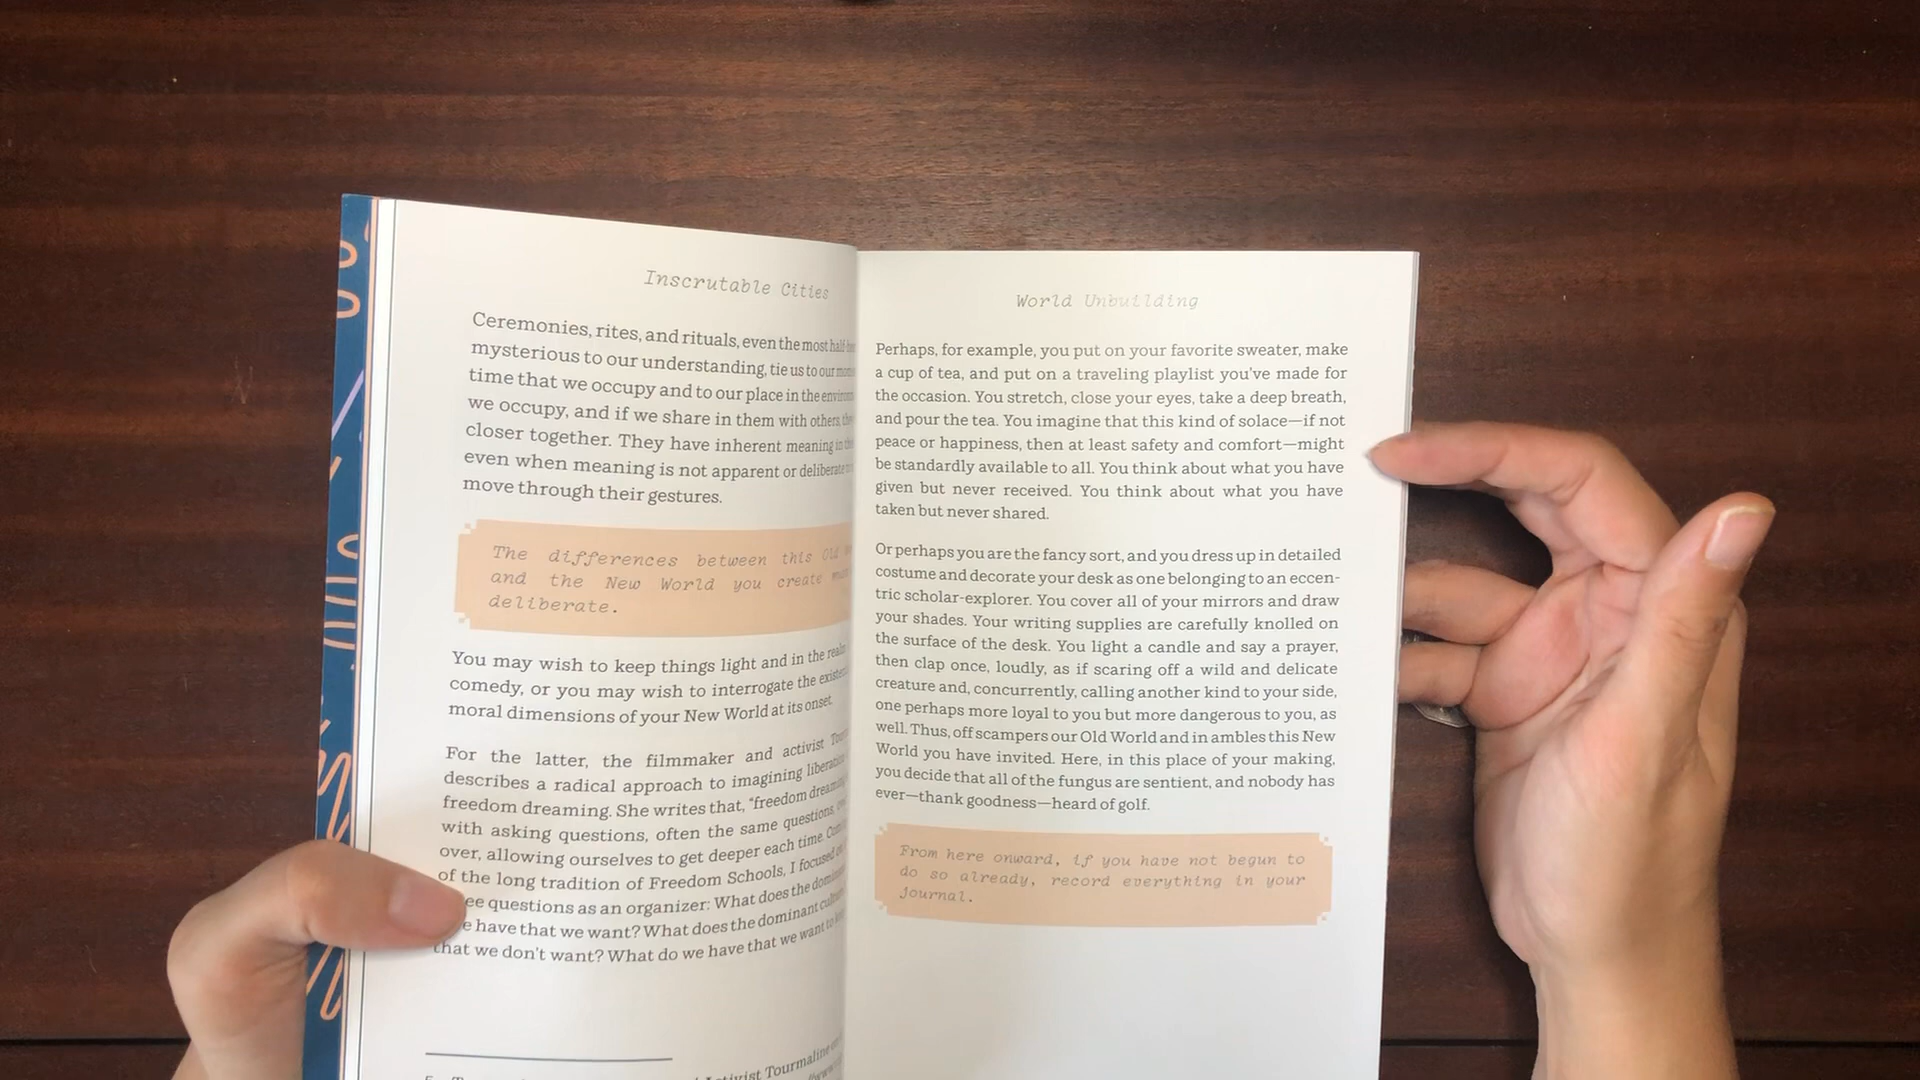 Inscrutable Cities
Ceremonies, rites, and rituals, even the most
mysterious to our understanding, tie us to our
time that we occupy and to our place in the
we occupy, and if we share in them with others,
closer together. They have inherent meaning in
even when meaning is not apparent or deliberate
move through their gestures.
The differences between this Old
and the New World you create
deliberate.
You may wish to keep things light and in the
comedy, or you may wish to interrogate the
moral dimensions of your New World at its onset.
For the latter, the filmmaker and activist
describes a radical approach to imagining
freedom dreaming. She writes that, "freedom
with asking questions, often the same questions,
over, allowing ourselves to get deeper each time.
of the long tradition of Freedom Schools, I focused
questions as an organizer: What does the
have that we want? What does the dominant
that we don't want? What do we have that we want
Tourmaline
World Unbuilding
Perhaps, for example, you put on your favorite sweater, make
a cup of tea, and put on a traveling playlist you've made for
the occasion. You stretch, close your eyes, take a deep breath,
and pour the tea. You imagine that this kind of solace—if not
peace or happiness, then at least safety and comfort—might
be standardly available to all. You think about what you have
given but never received. You think about what you have
taken but never shared.
Or perhaps you are the fancy sort, and you dress up in detailed
costume and decorate your desk as one belonging to an eccen-
tric scholar-explorer. You cover all of your mirrors and draw
your shades. Your writing supplies are carefully knolled on
the surface of the desk. You light a candle and say a prayer,
then clap once, loudly, as if scaring off a wild and delicate
creature and, concurrently, calling another kind to your side,
one perhaps more loyal to you but more dangerous to you, as
well. Thus, off scampers our Old World and in ambles this New
World you have invited. Here, in this place of your making,
you decide that all of the fungus are sentient, and nobody has
ever—thank goodness—heard of golf.
From here onward, if you have not begun to
do so already, record everything in your
journal.